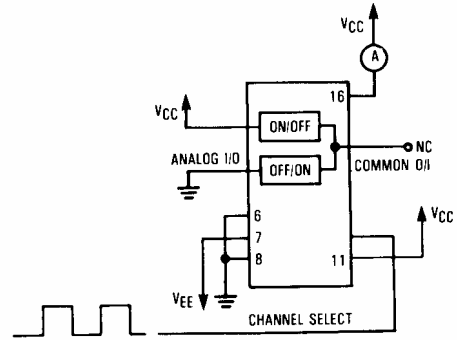 VCC
A
16
VCC
ON/OFF
NC
ANALOG I/O
OFF/ON
COMMON O/I
VCC
6
7
8
11
VEE
CHANNEL SELECT